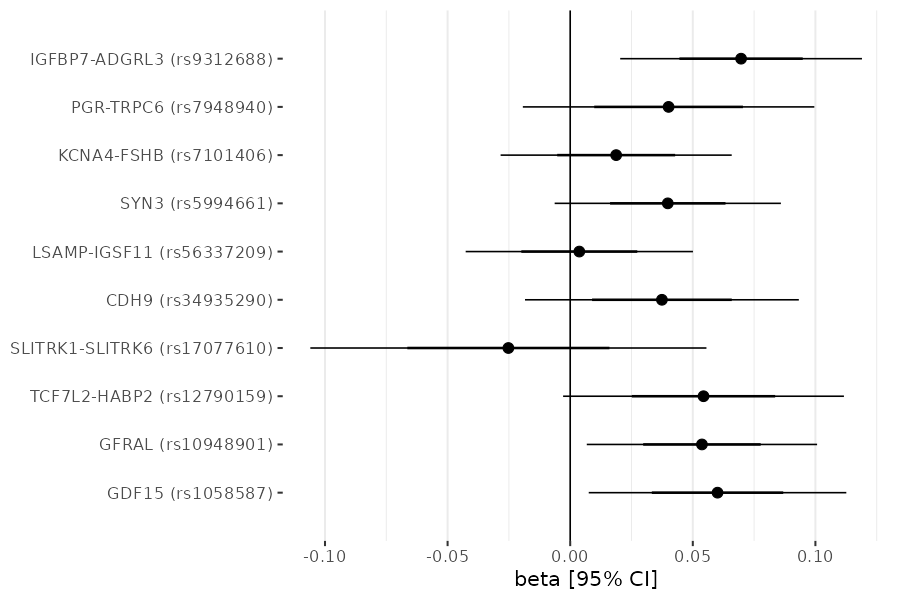 IGFBP7-ADGRL3 (rs9312688)
PGR-TRPC6 (rs7948940)
KCNA4-FSHB (rs7101406)
SYN3 (rs5994661)
LSAMP-IGSF11 (rs56337209)
CDH9 (rs34935290)
SLITRK1-SLITRK6 (rs17077610)
TCF7L2-HABP2 (rs12790159)
GFRAL (rs10948901)
GDF15 (rs1058587)
-0.10 -0.05 0.00 0.05 0.10
beta [95% CI]